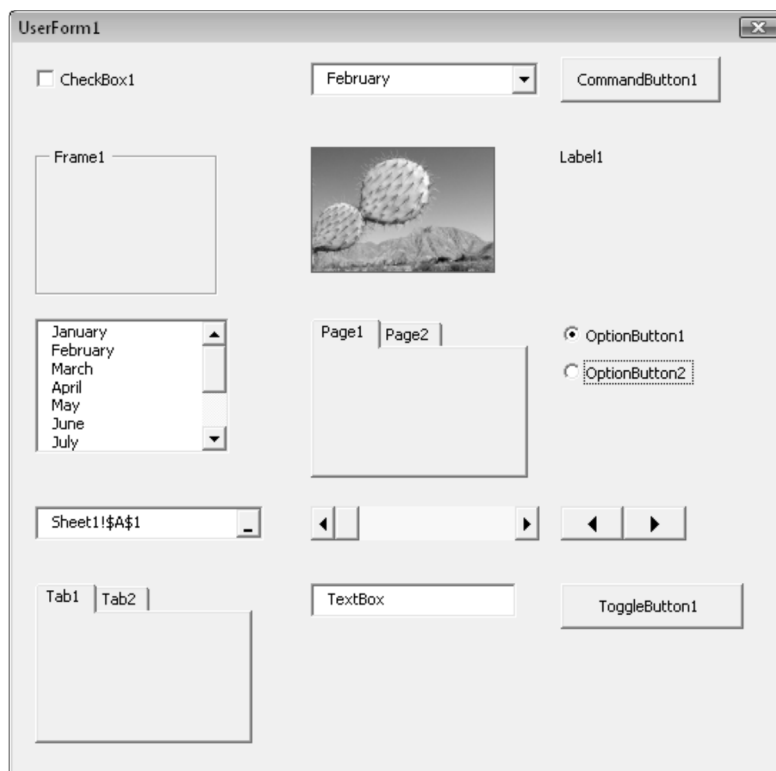 UserForm1
CheckBox1
February
CommandButton1
Frame1
Label1
January
February
March
April
May
June
July
Page1
Page2
OptionButton1
OptionButton2
Sheet1!$A$1
Tab1
Tab2
TextBox
ToggleButton1